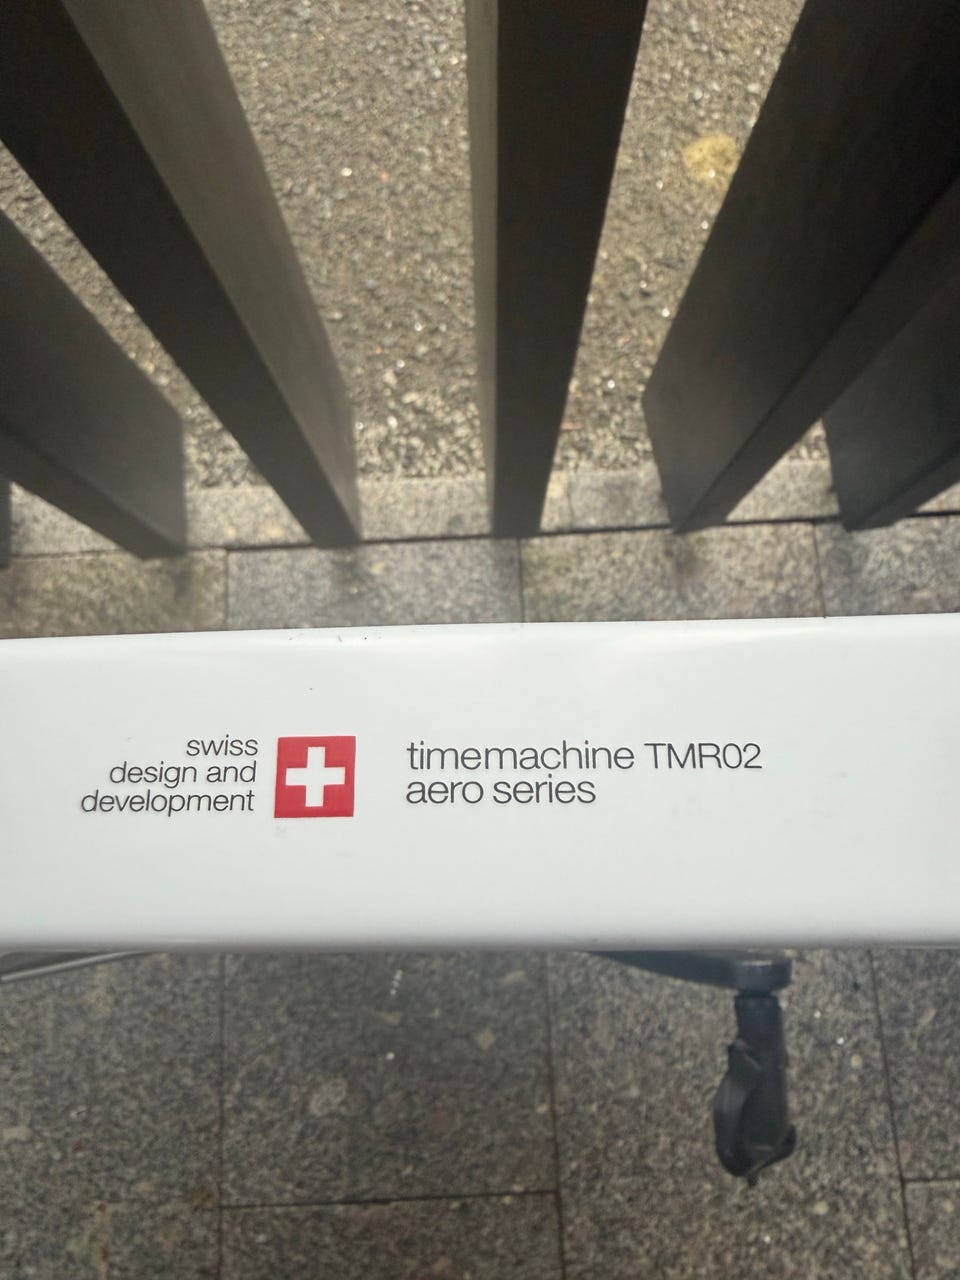 swiss
design and
development
timemachine TMR02
aero series